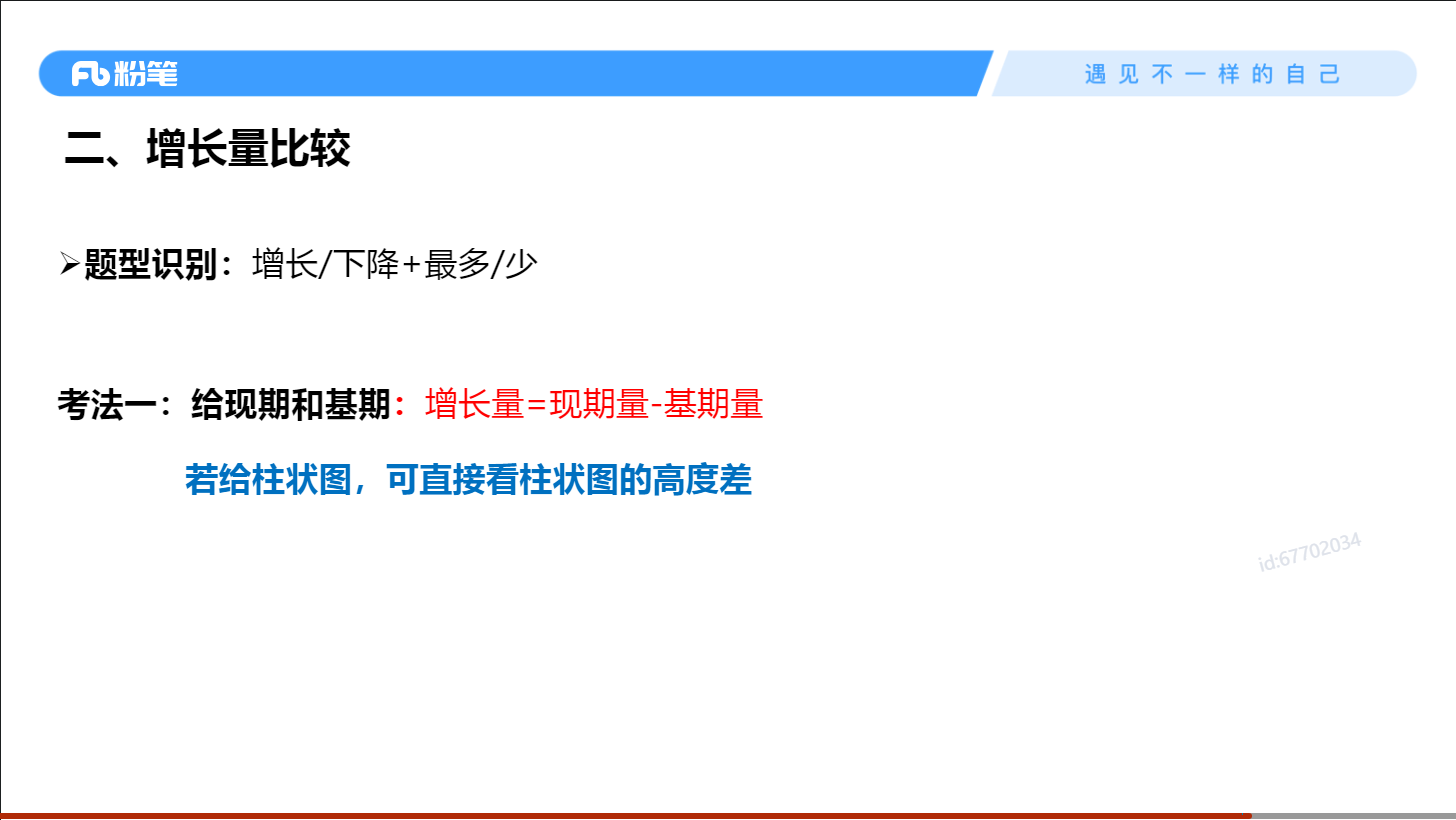 粉笔
遇见不一样的自己
二、增长量比较
➢题型识别：增长/下降+最多/少
考法一：给现期和基期：增长量=现期量-基期量
若给柱状图，可直接看柱状图的高度差
id:67702034